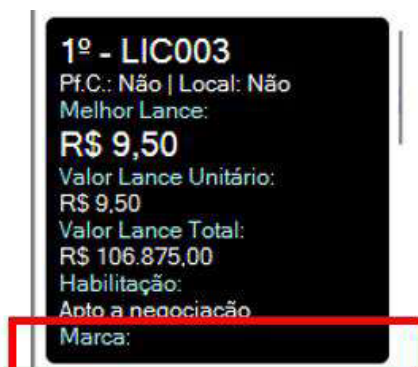 1º - LIC003
Pf.C.: Não | Local: Não
Melhor Lance:
R$ 9,50
Valor Lance Unitário:
R$ 9,50
Valor Lance Total:
R$ 106.875,00
Habilitação:
Apto a negociação
Marca: